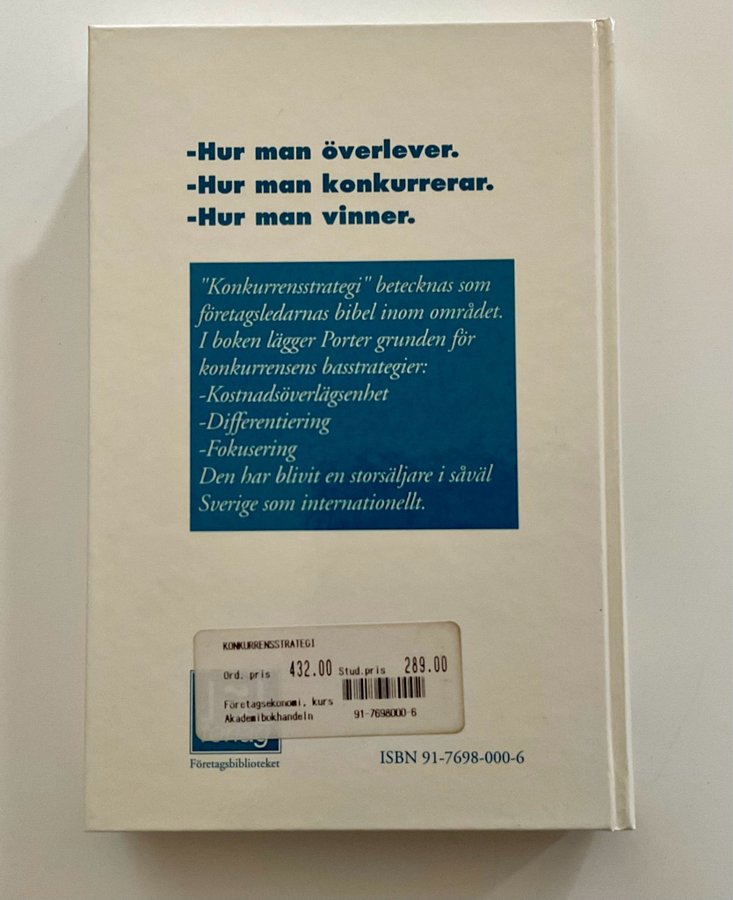 -Hur man överlever.
-Hur man konkurrerar.
-Hur man vinner.
"Konkurrensstrategi" betecknas som
företagsledarnas bibel inom området.
I boken lägger Porter grunden för
konkurrensens basstrategier:
-Kostnadsöverlägsenhet
-Differentiering
-Fokusering
Den har blivit en storsäljare i såväl
Sverige som internationellt.
KONKURRENSSTRATEGI
Ord. pris 432.00 Stud.pris 289.00
Företagsekonomi, kurs
Akademibokhandeln 91-7698000-6
Företagsbiblioteket
ISBN 91-7698-000-6